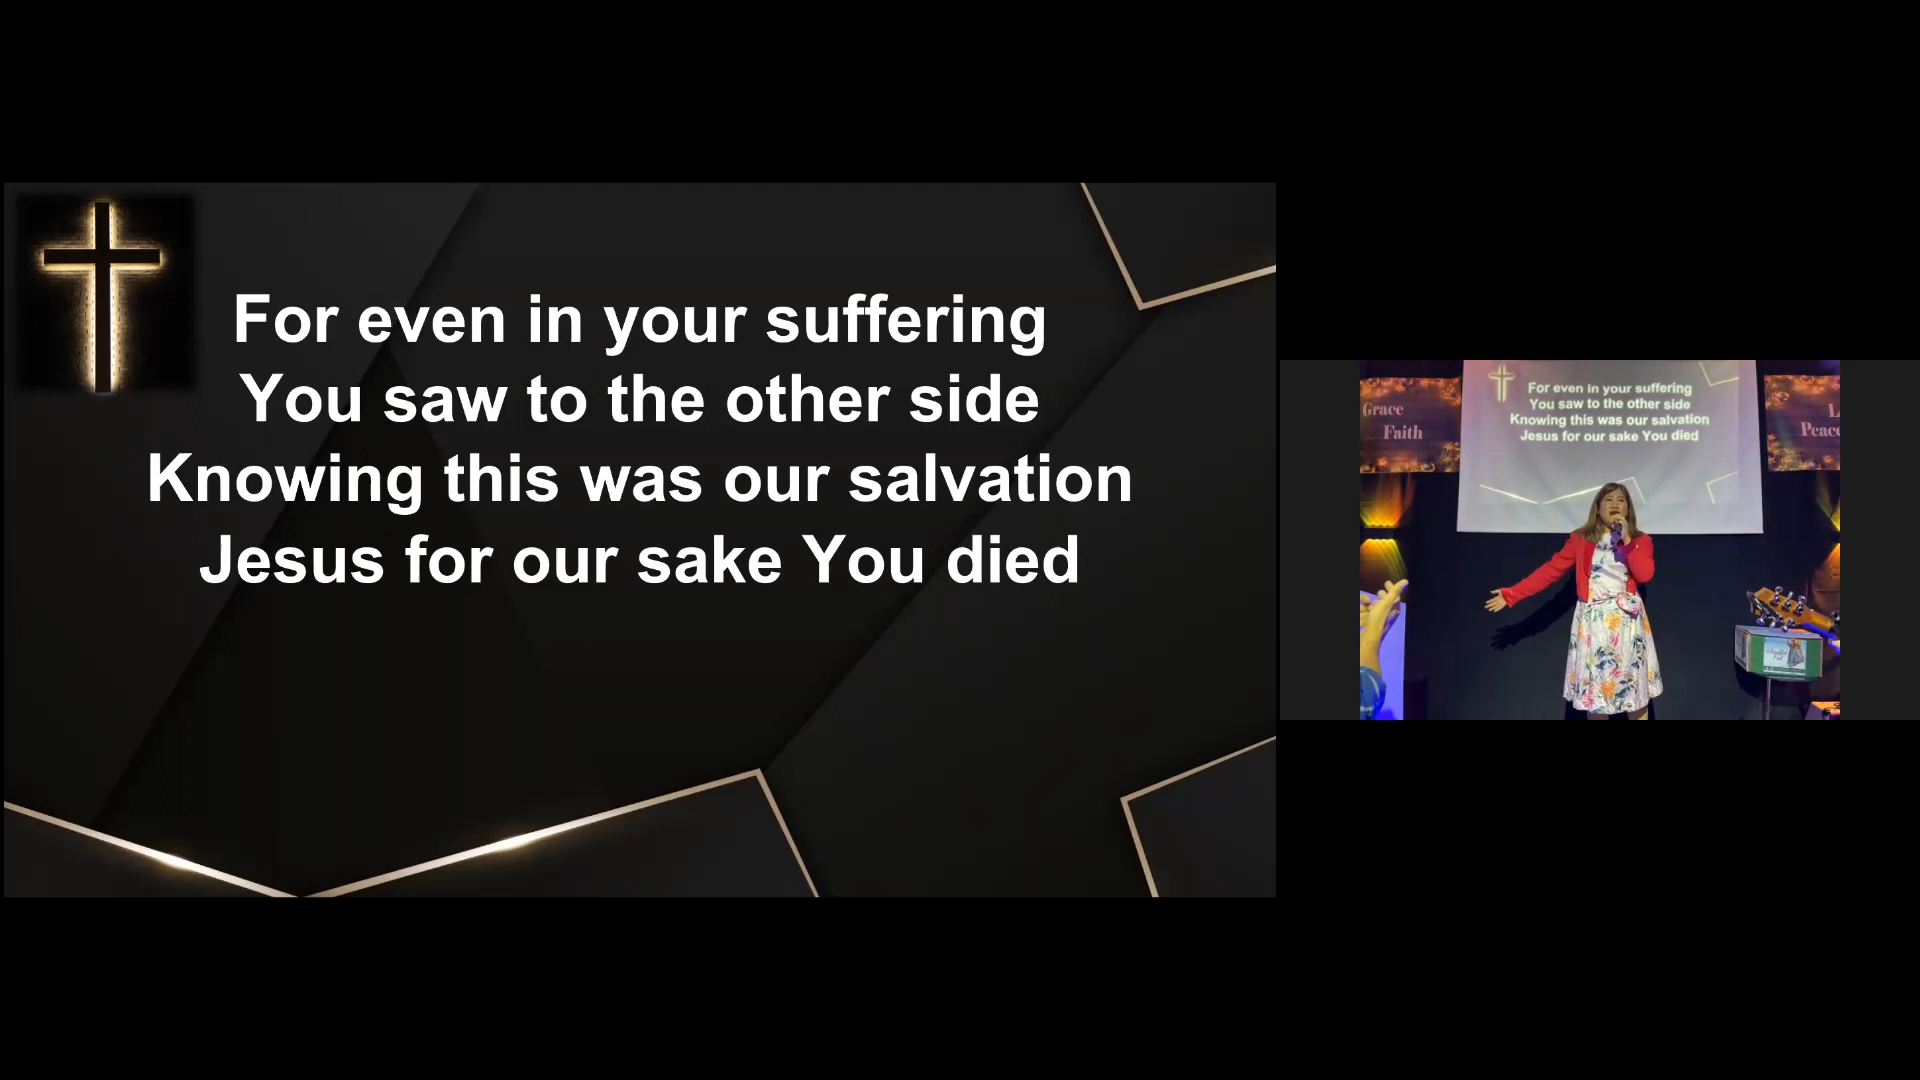 For even in your suffering
You saw to the other side
Knowing this was our salvation
Jesus for our sake You died
Grace
Faith
For even in your suffering
You saw to the other side
Knowing this was our salvation
Jesus for our sake You died
Peace